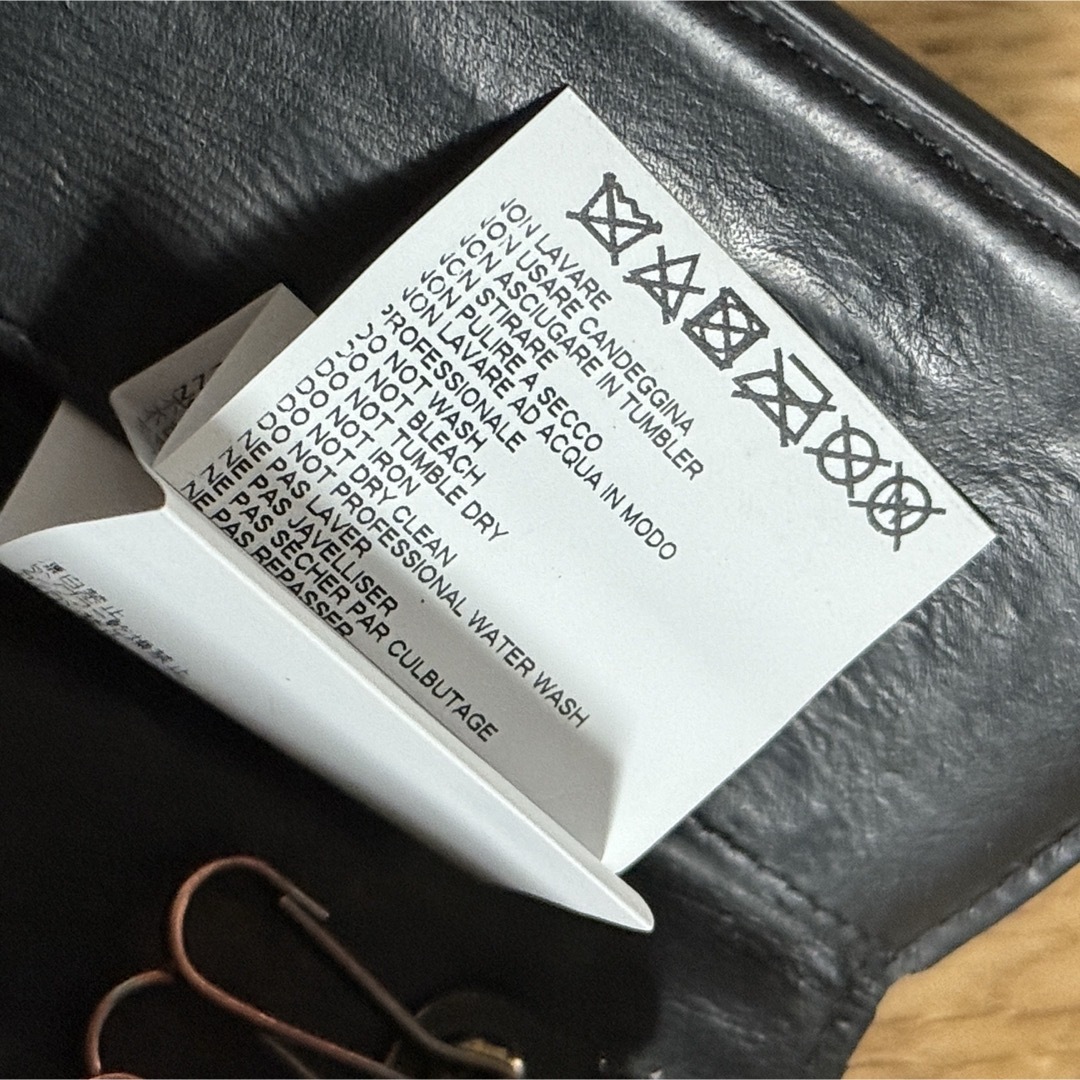 NON LAVARE
NON USARE CANDEGGINA
NON ASCIUGARE IN TUMBLER
NON STIRARE
NON PULIRE A SECCO
NON LAVARE AD ACQUA IN MODO
PROFESSIONALE
DO NOT WASH
DO NOT BLEACH
DO NOT TUMBLE DRY
DO NOT IRON
DO NOT DRY CLEAN
DO NOT PROFESSIONAL WATER WASH
NE PAS LAVER
NE PAS JAVELLISER
NE PAS SÉCHER PAR CULBUTAGE
NE PAS REPASSER